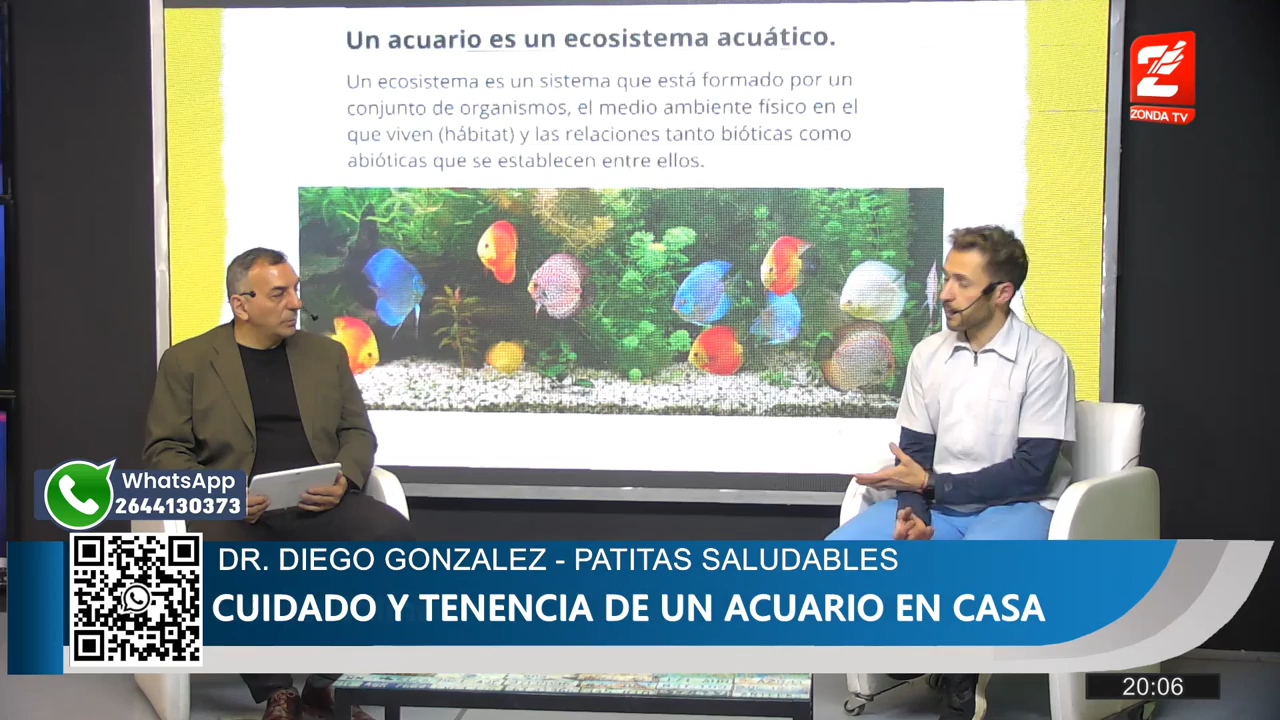 Un acuario es un ecosistema acuático.
Un ecosistema es un sistema que está formado por un
conjunto de organismos, el medio ambiente físico en el
que viven (hábitat) y las relaciones tanto bióticas como
abióticas que se establecen entre ellos.
ZONDA TV
WhatsApp
2644130373
DR. DIEGO GONZALEZ - PATITAS SALUDABLES
CUIDADO Y TENENCIA DE UN ACUARIO EN CASA
20:06